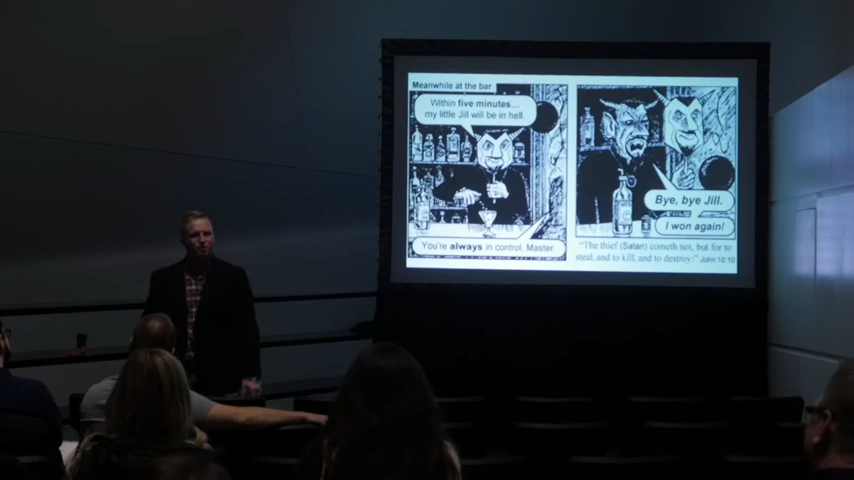 Meanwhile at the bar
Within five minutes...
my little Jill will be in hell.
You're always in control, Master.
Bye, bye Jill.
I won again!
"The thief (Satan) cometh not, but for to
steal, and to kill, and to destroy:" John 10:10